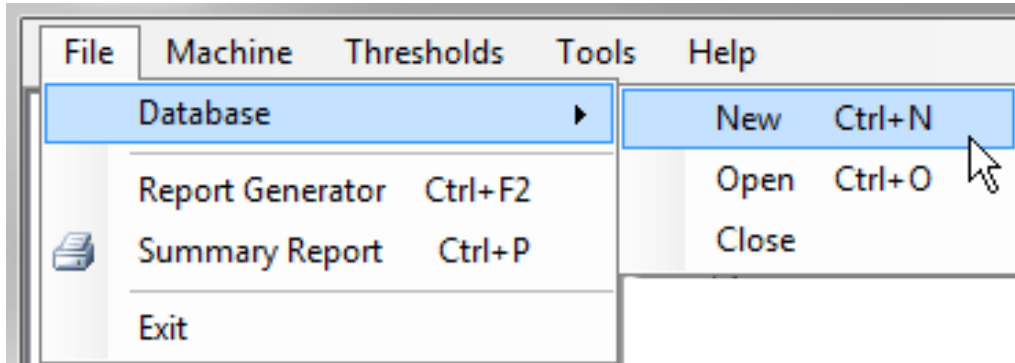 File Machine Thresholds Tools Help
Database
New Ctrl+N
Open Ctrl+O
Close
Report Generator Ctrl+F2
Summary Report Ctrl+P
Exit